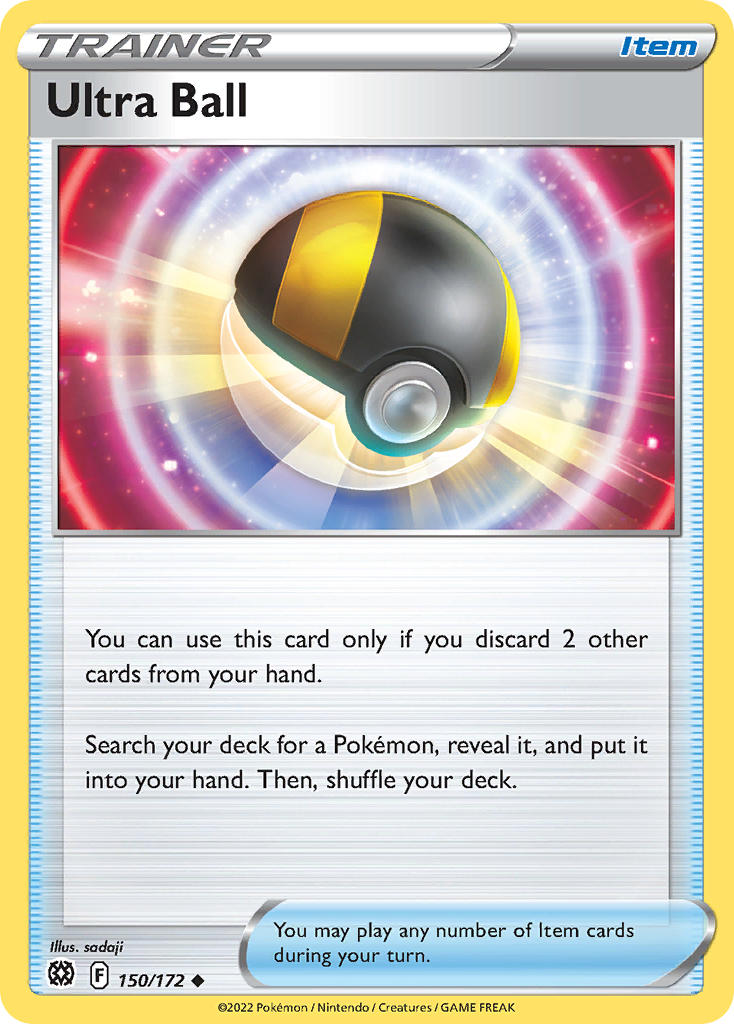 TRAINER
Item
Ultra Ball
You can use this card only if you discard 2 other
cards from your hand.
Search your deck for a Pokémon, reveal it, and put it
into your hand. Then, shuffle your deck.
You may play any number of Item cards
during your turn.
Illus. sadaji
F 150/172
©2022 Pokémon / Nintendo / Creatures / GAME FREAK